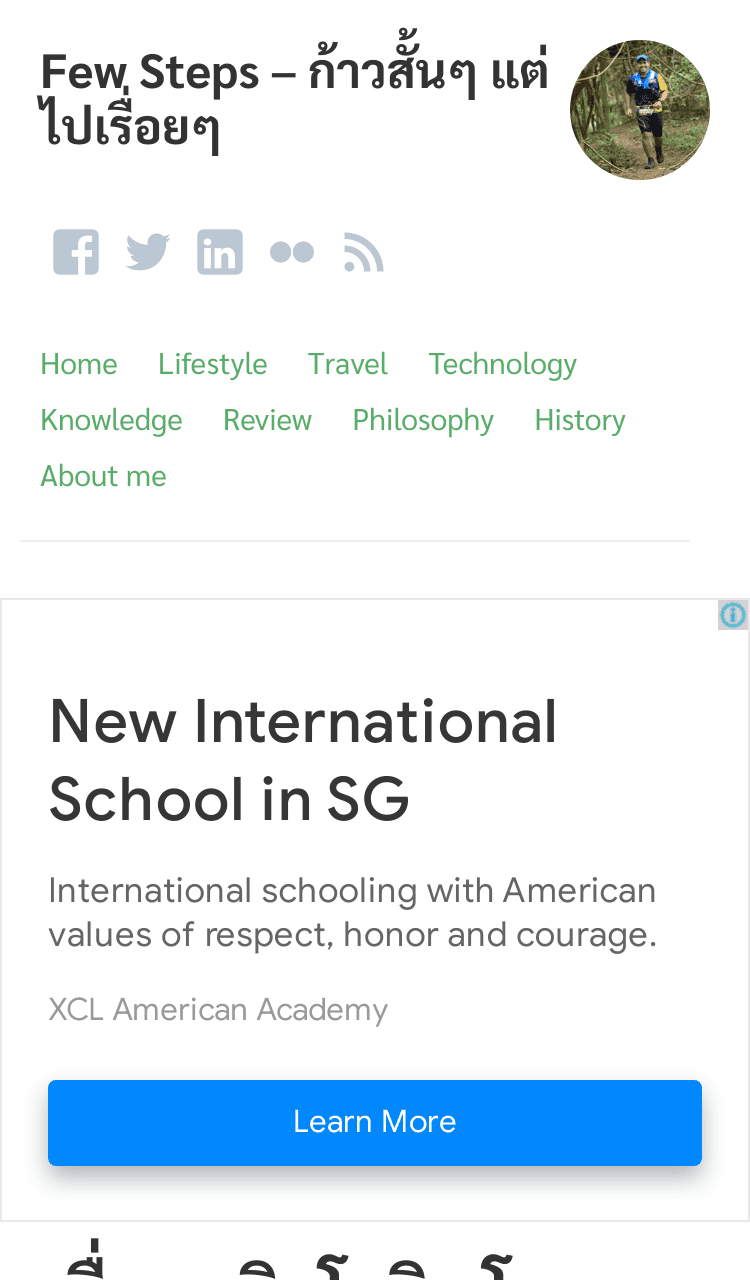 Few Steps – ก้าวสั้นๆ แต่
ไปเรื่อยๆ
Home Lifestyle Travel Technology
Knowledge Review Philosophy History
About me
New International
School in SG
International schooling with American
values of respect, honor and courage.
XCL American Academy
Learn More